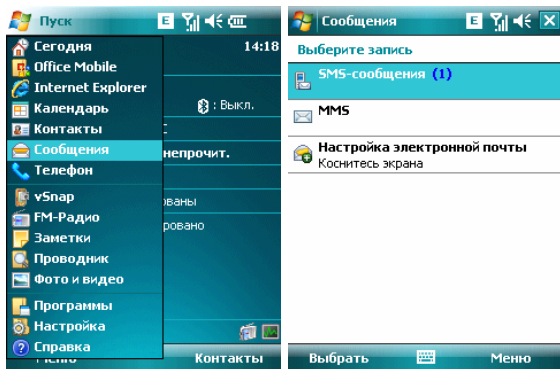 Пуск E
14:18
Сегодня
Office Mobile
Internet Explorer
Календарь
: Выкл.
Контакты
Сообщения
непрочит.
Телефон
vSnap
FM-Радио
Заметки
Проводник
Фото и видео
Программы
Настройка
Справка
Меню Контакты
Сообщения E
Выберите запись
SMS-сообщения (1)
MMS
Настройка электронной почты
Коснитесь экрана
Выбрать Меню